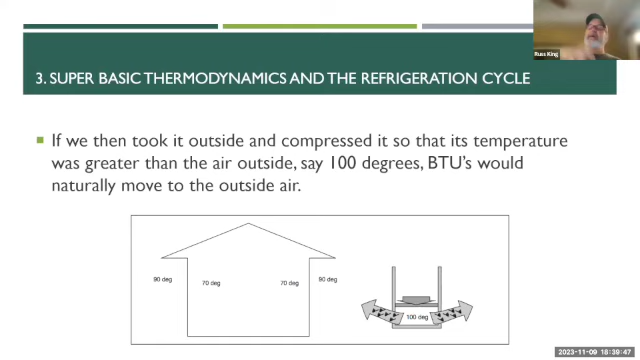 Russ King
3. SUPER BASIC THERMODYNAMICS AND THE REFRIGERATION CYCLE
If we then took it outside and compressed it so that its temperature
was greater than the air outside, say 100 degrees, BTU's would
naturally move to the outside air.
90 deg
70 deg
70 deg
90 deg
100 deg
2023-11-09 18:39:47